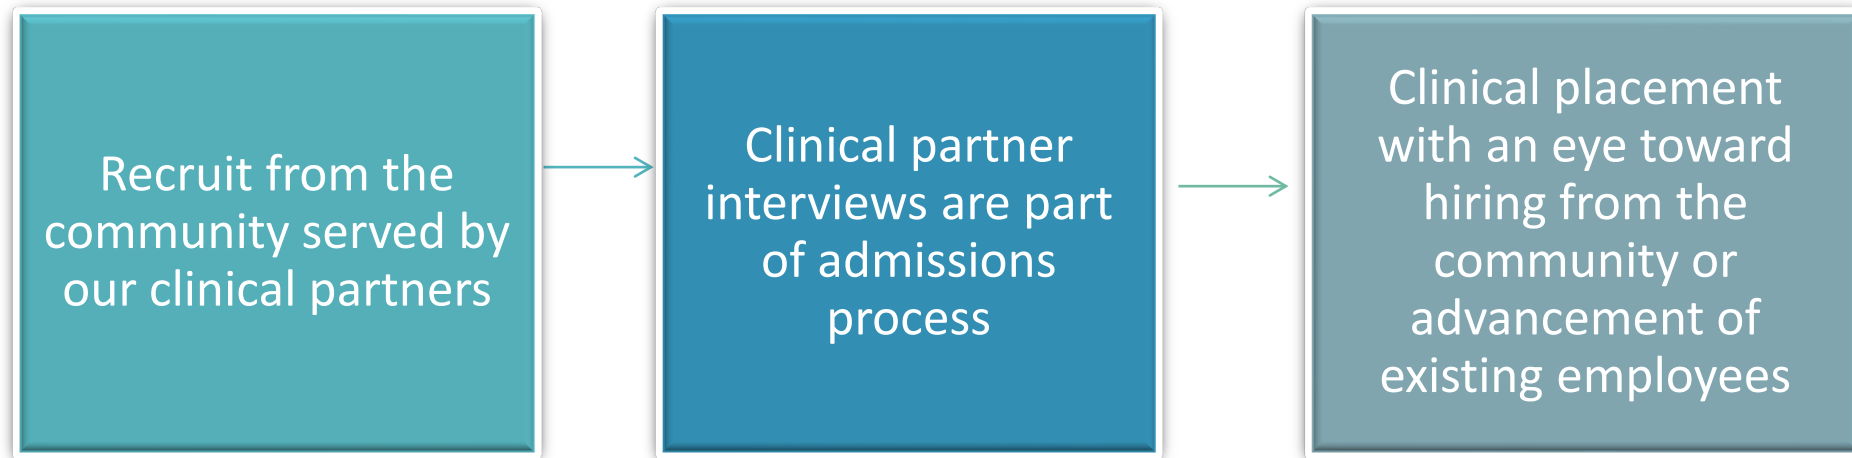 Recruit from the
community served by
our clinical partners
Clinical partner
interviews are part
of admissions
process
Clinical placement
with an eye toward
hiring from the
community or
advancement of
existing employees